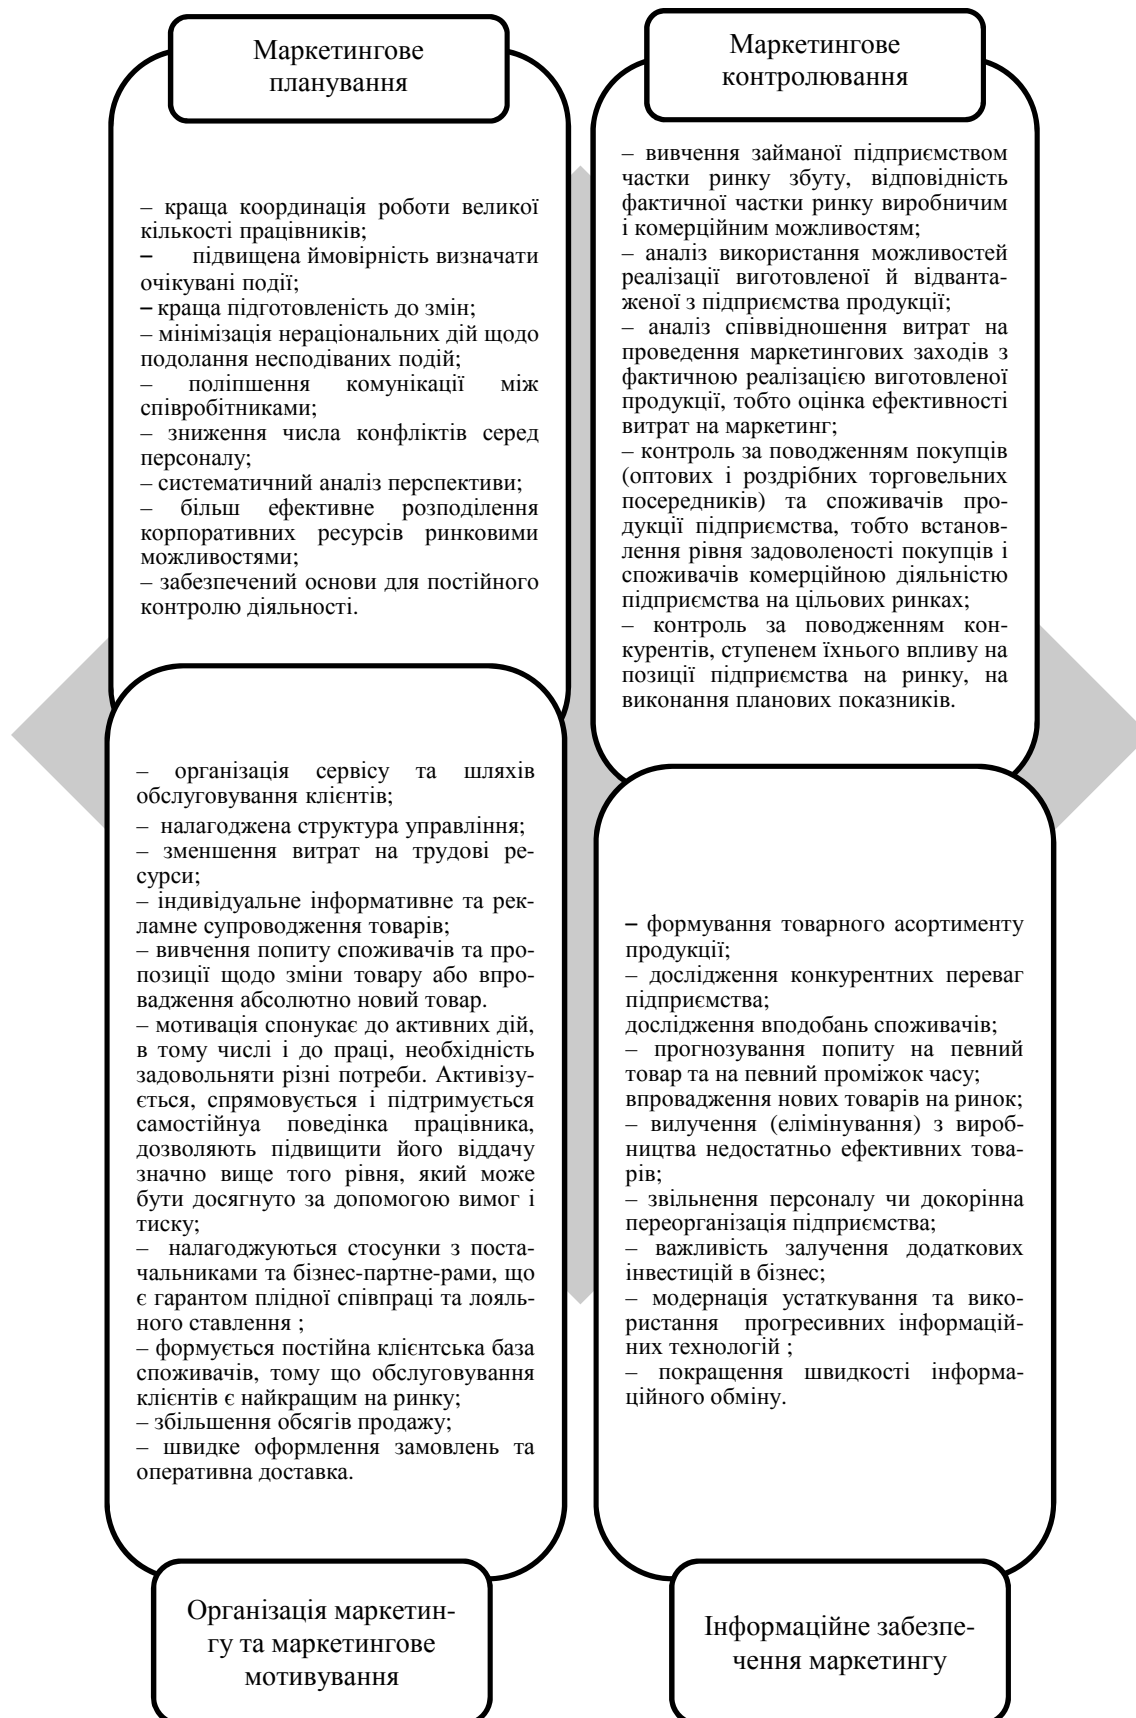 Маркетингове
планування
– краща координація роботи великої
кількості працівників;
– підвищена ймовірність визначати
очікувані події;
– краща підготовленість до змін;
– мінімізація нераціональних дій щодо
подолання несподіваних подій;
– поліпшення комунікації між
співробітниками;
– зниження числа конфліктів серед
персоналу;
– систематичний аналіз перспективи;
– більш ефективне розподілення
корпоративних ресурсів ринковими
можливостями;
– забезпечений основи для постійного
контролю діяльності.
Маркетингове
контролювання
– вивчення займаної підприємством
частки ринку збуту, відповідність
фактичної частки ринку виробничим
і комерційним можливостям;
– аналіз використання можливостей
реалізації виготовленої й відванта-
женої з підприємства продукції;
– аналіз співвідношення витрат на
проведення маркетингових заходів з
фактичною реалізацією виготовленої
продукції, тобто оцінка ефективності
витрат на маркетинг;
– контроль за поводженням покупців
(оптових і роздрібних торговельних
посередників) та споживачів про-
дукції підприємства, тобто встанов-
лення рівня задоволеності покупців і
споживачів комерційною діяльністю
підприємства на цільових ринках;
– контроль за поводженням кон-
курентів, ступенем їхнього впливу на
позиції підприємства на ринку, на
виконання планових показників.
– організація сервісу та шляхів
обслуговування клієнтів;
– налагоджена структура управління;
– зменшення витрат на трудові ре-
сурси;
– індивідуальне інформативне та рек-
ламне супроводження товарів;
– вивчення попиту споживачів та про-
позиції щодо зміни товару або впро-
вадження абсолютно новий товар.
– мотивація спонукає до активних дій,
в тому числі і до праці, необхідність
задовольняти різні потреби. Активізу-
ється, спрямовується і підтримується
самостійнуа поведінка працівника,
дозволяють підвищити його віддачу
значно вище того рівня, який може
бути досягнуто за допомогою вимог і
тиску;
– налагоджуються стосунки з поста-
чальниками та бізнес-партне-рами, що
є гарантом плідної співпраці та лояль-
ного ставлення ;
– формується постійна клієнтська база
споживачів, тому що обслуговування
клієнтів є найкращим на ринку;
– збільшення обсягів продажу;
– швидке оформлення замовлень та
оперативна доставка.
Організація маркетин-
гу та маркетингове
мотивування
– формування товарного асортименту
продукції;
– дослідження конкурентних переваг
підприємства;
дослідження вподобань споживачів;
– прогнозування попиту на певний
товар та на певний проміжок часу;
впровадження нових товарів на ринок;
– вилучення (елімінування) з вироб-
ництва недостатньо ефективних това-
рів;
– звільнення персоналу чи докорінна
переорганізація підприємства;
– важливість залучення додаткових
інвестицій в бізнес;
– модернація устаткування та вико-
ристання прогресивних інформацій-
них технологій ;
– покращення швидкості інформа-
ційного обміну.
Інформаційне забезпе-
чення маркетингу